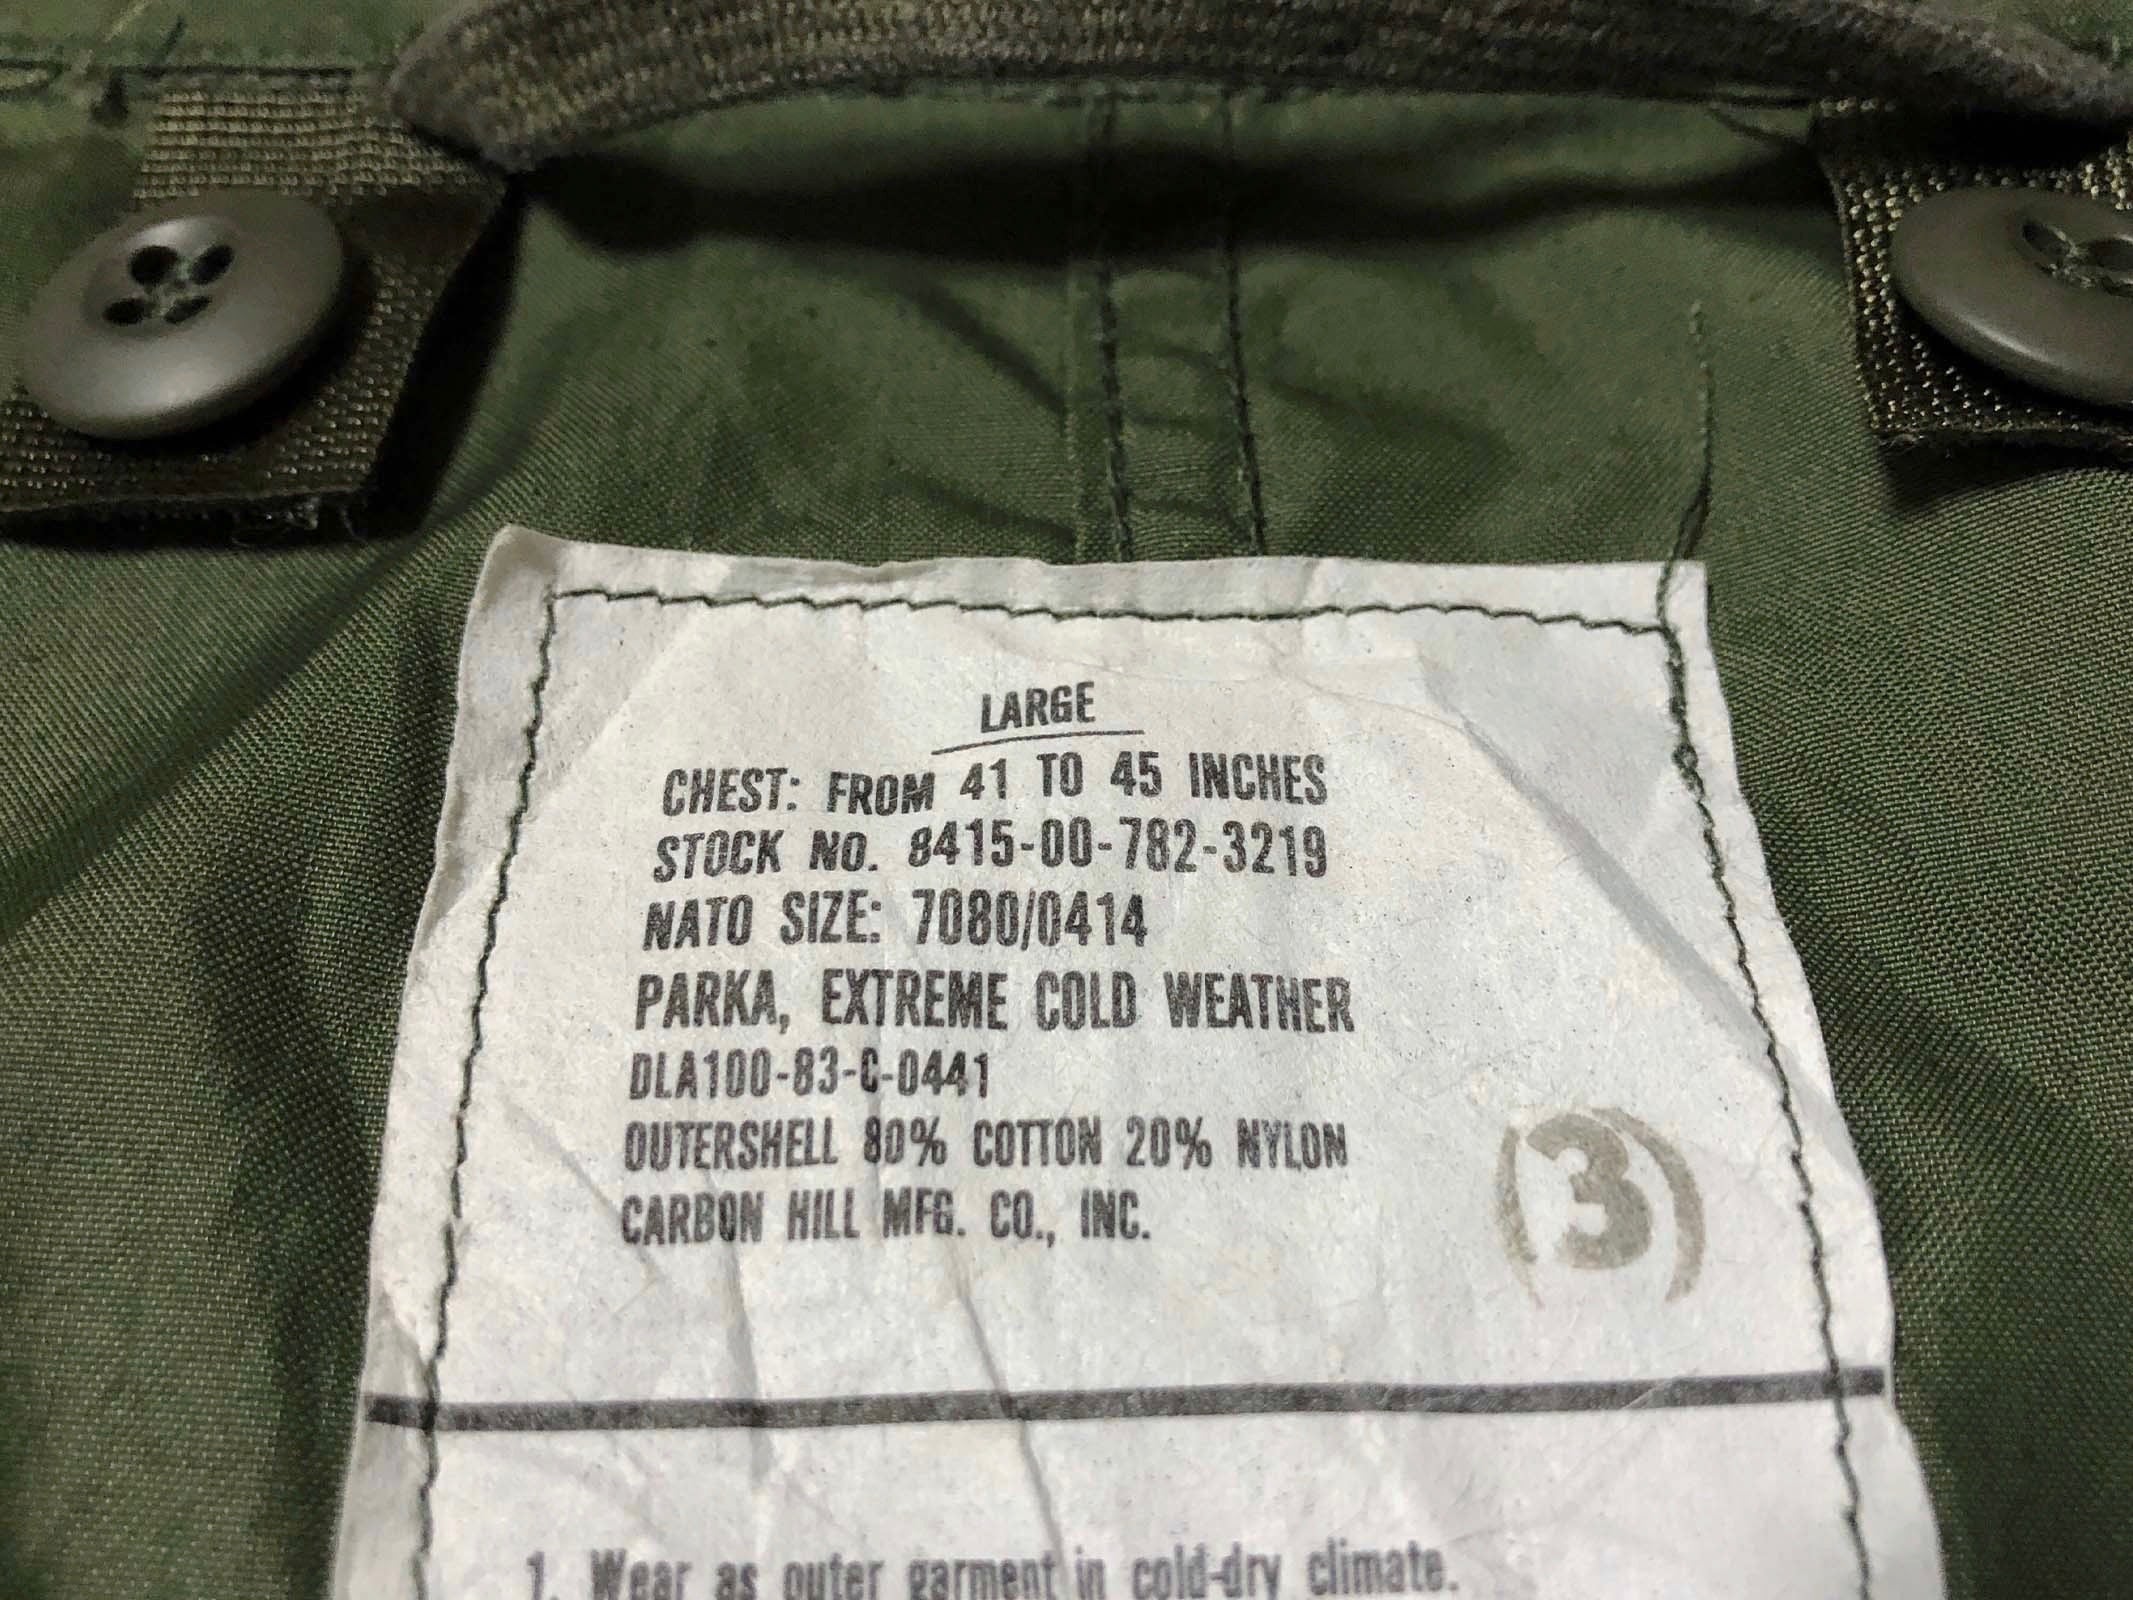 LARGE
CHEST: FROM 41 TO 45 INCHES
STOCK NO. 8415-00-782-3219
NATO SIZE: 7080/0414
PARKA, EXTREME COLD WEATHER
DLA100-83-C-0441
OUTERSHELL 80% COTTON 20% NYLON
CARBON HILL MFG. CO., INC.
(3)
1. Wear as outer garment in cold-dry climate.